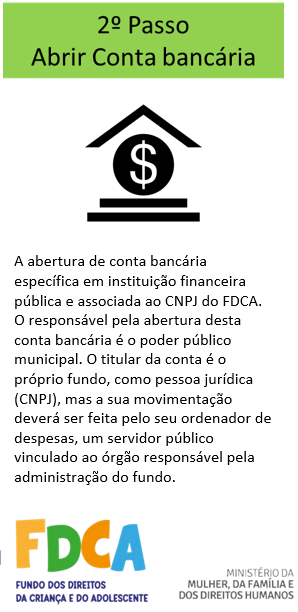 2º Passo
Abrir Conta bancária
$
A abertura de conta bancária
específica em instituição financeira
pública e associada ao CNPJ do FDCA.
O responsável pela abertura desta
conta bancária é o poder público
municipal. O titular da conta é o
próprio fundo, como pessoa jurídica
(CNPJ), mas a sua movimentação
deverá ser feita pelo seu ordenador de
despesas, um servidor público
vinculado ao órgão responsável pela
administração do fundo.
FDCA
FUNDO DOS DIREITOS
DA CRIANÇA E DO ADOLESCENTE
MINISTÉRIO DA
MULHER, DA FAMÍLIA E
DOS DIREITOS HUMANOS